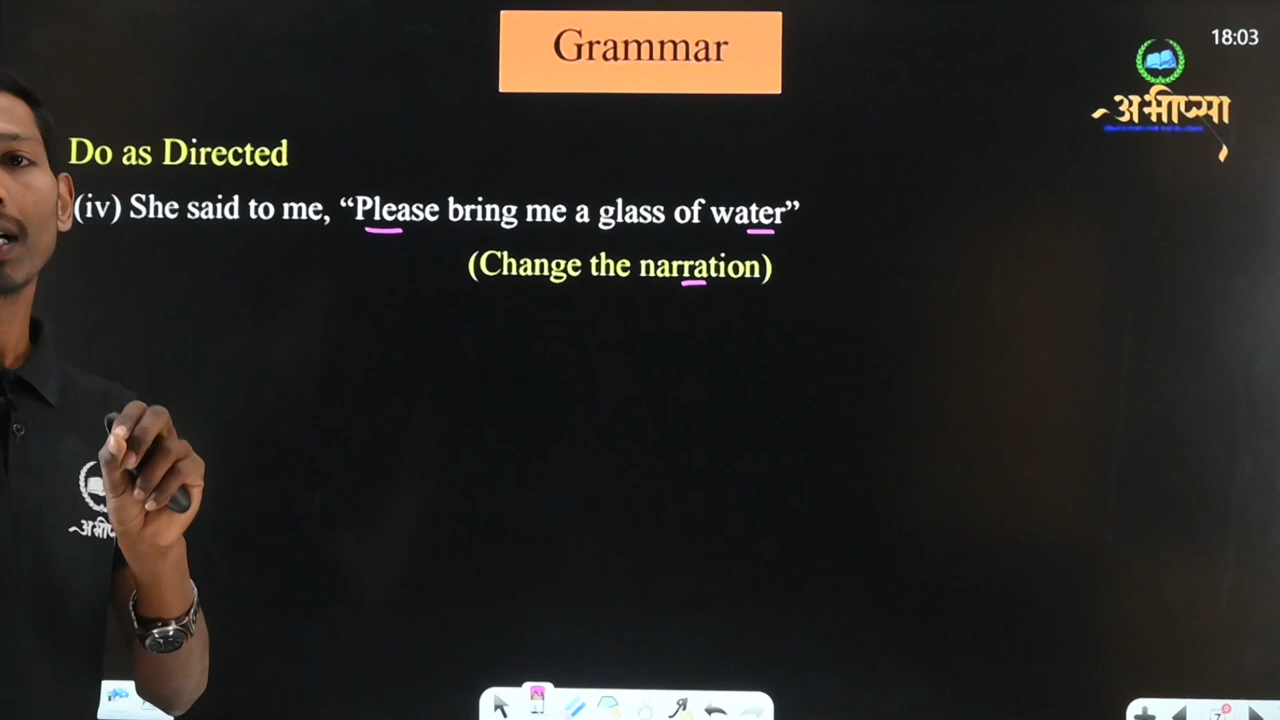 Grammar
18:03
अभीप्सा
Do as Directed
(iv) She said to me, “Please bring me a glass of water”
(Change the narration)